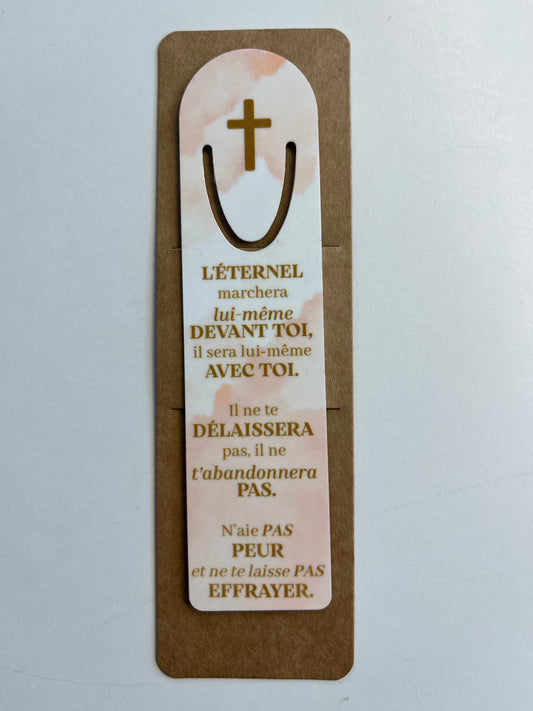 L'ÉTERNEL
marchera
lui-même
DEVANT TOI,
il sera lui-même
AVEC TOI.
Il ne te
DÉLAISSERA
pas, il ne
t'abandonnera
PAS.
N'aie PAS
PEUR
et ne te laisse PAS
EFFRAYER.